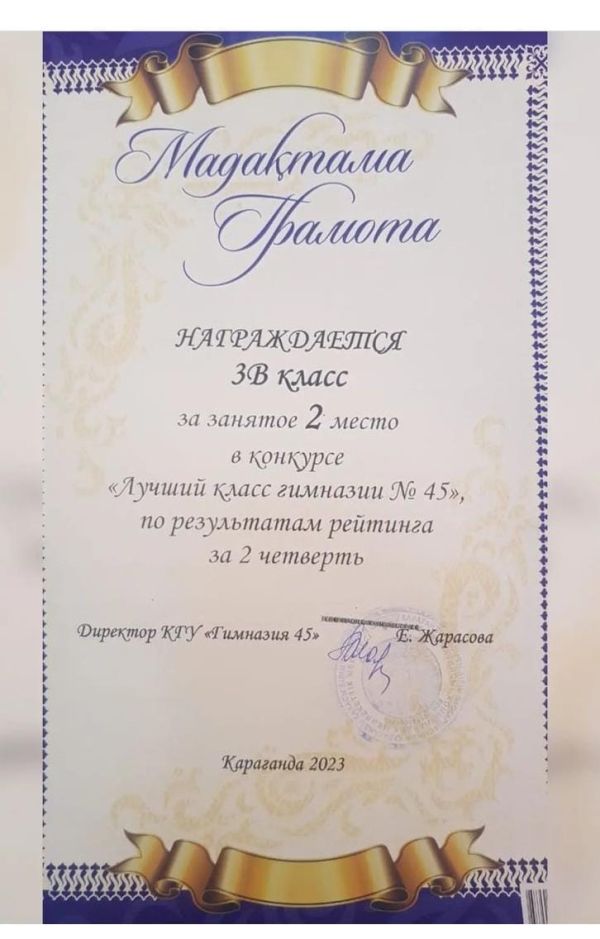 Мадақтама
Грамота
НАГРАЖДАЕТСЯ
3В класс
за занятое 2 место
в конкурсе
«Лучший класс гимназии № 45»,
по результатам рейтинга
за 2 четверть
Директор КГУ «Гимназия 45»
Е. Жарасова
Караганда 2023